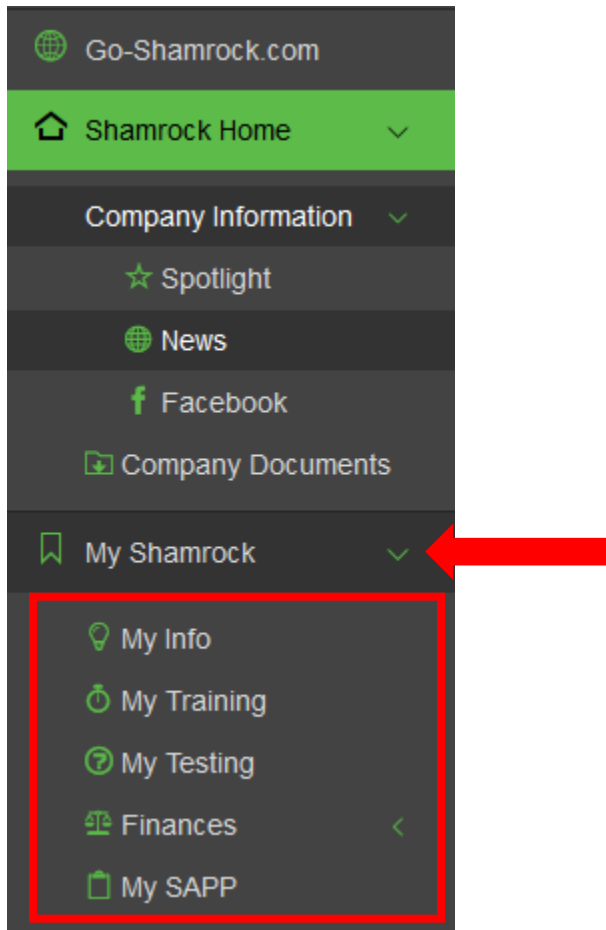 Go-Shamrock.com
Shamrock Home
Company Information
Spotlight
News
Facebook
Company Documents
My Shamrock
My Info
My Training
My Testing
Finances
My SAPP